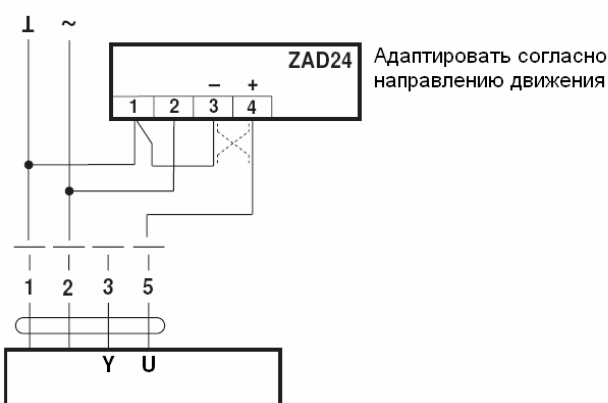 ⊥ ~
ZAD24
Адаптировать согласно
направлению движения
– +
1 2 3 4
1 2 3 5
Y U